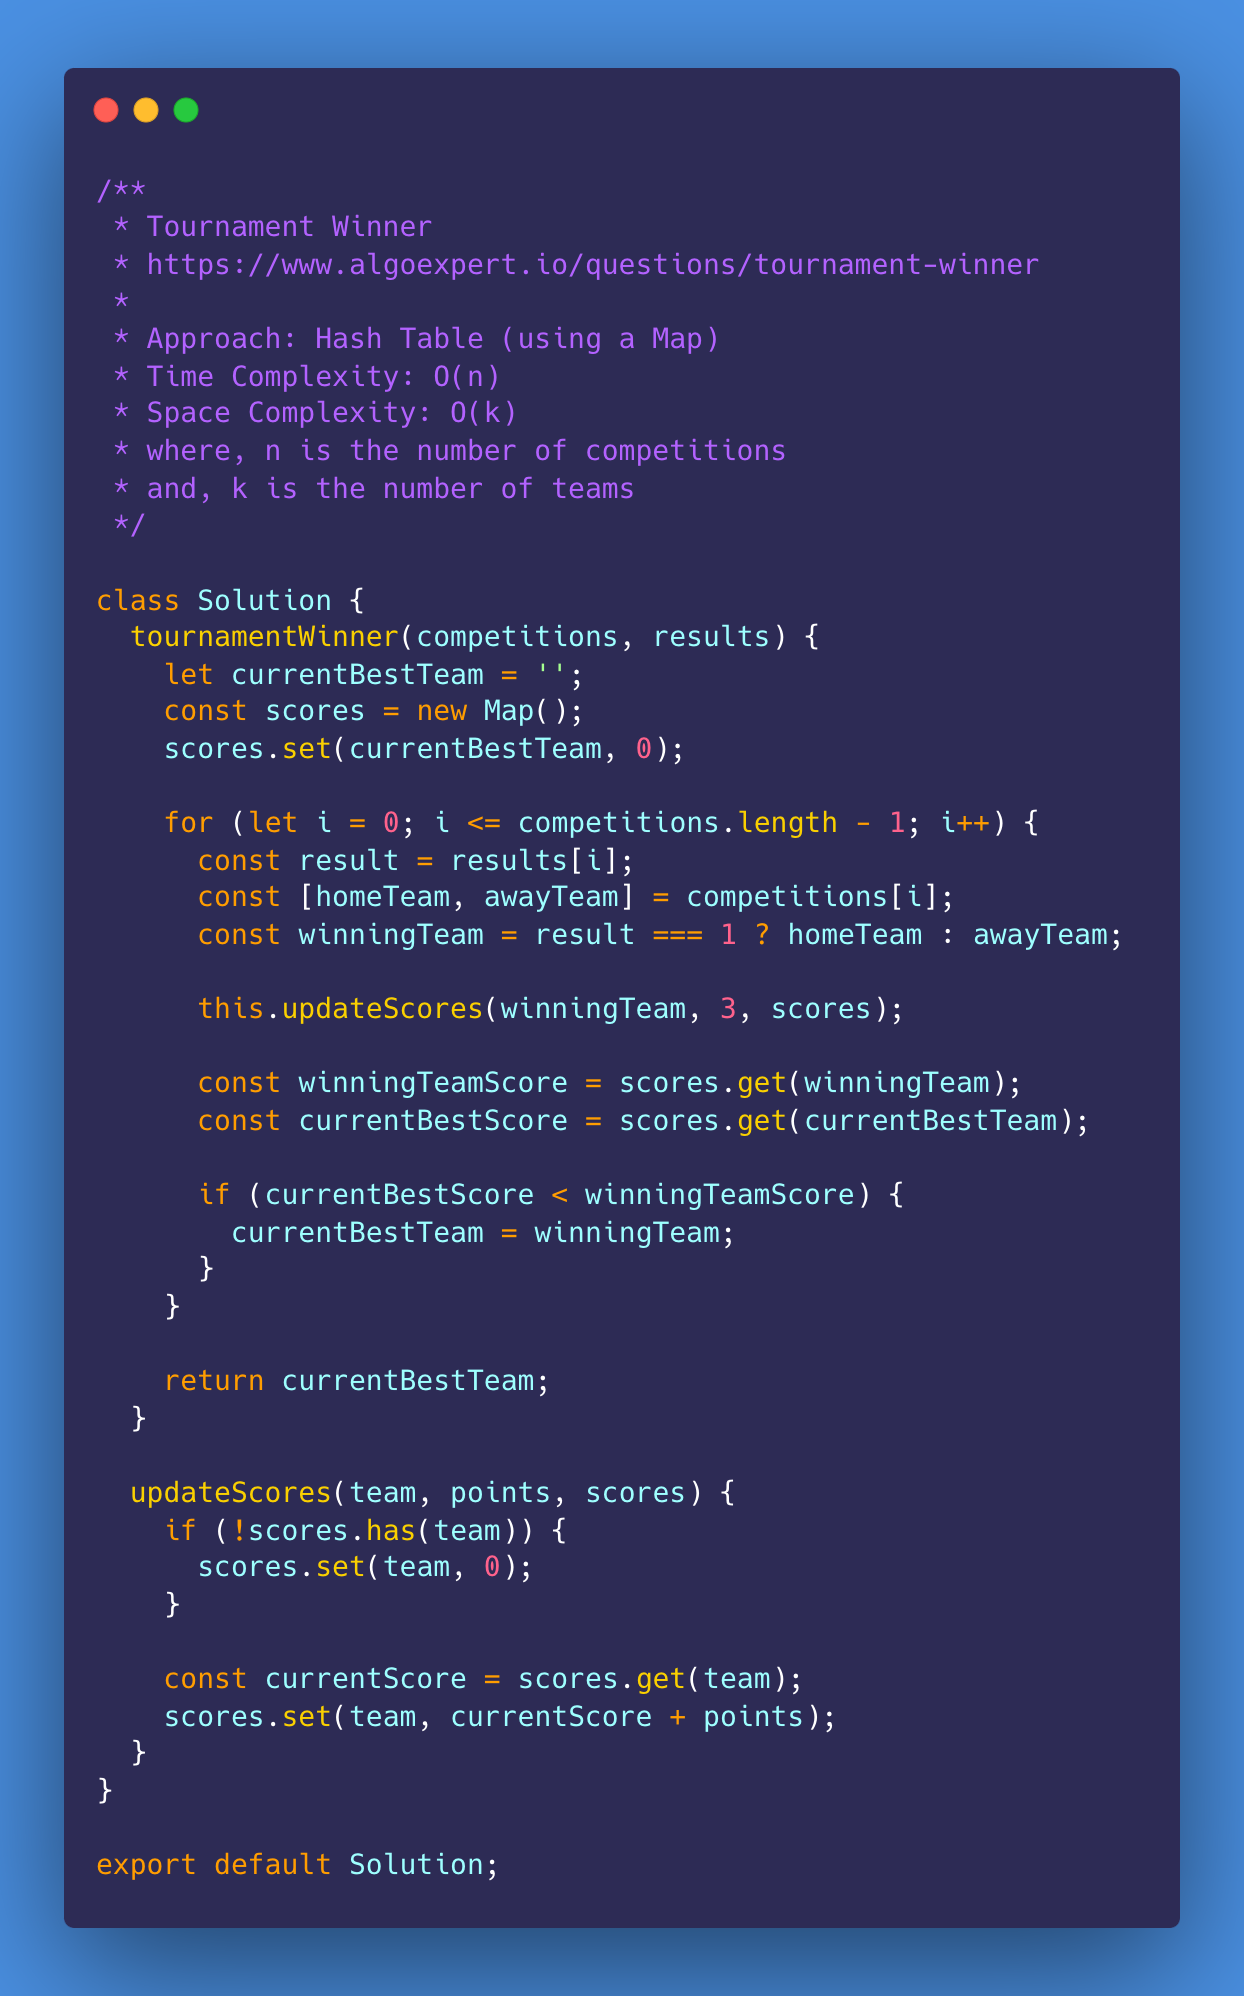 /**
 * Tournament Winner
 * https://www.algoexpert.io/questions/tournament-winner
 *
 * Approach: Hash Table (using a Map)
 * Time Complexity: O(n)
 * Space Complexity: O(k)
 * where, n is the number of competitions
 * and, k is the number of teams
 */

class Solution {
  tournamentWinner(competitions, results) {
    let currentBestTeam = '';
    const scores = new Map();
    scores.set(currentBestTeam, 0);

    for (let i = 0; i <= competitions.length - 1; i++) {
      const result = results[i];
      const [homeTeam, awayTeam] = competitions[i];
      const winningTeam = result === 1 ? homeTeam : awayTeam;

      this.updateScores(winningTeam, 3, scores);

      const winningTeamScore = scores.get(winningTeam);
      const currentBestScore = scores.get(currentBestTeam);

      if (currentBestScore < winningTeamScore) {
        currentBestTeam = winningTeam;
      }
    }

    return currentBestTeam;
  }

  updateScores(team, points, scores) {
    if (!scores.has(team)) {
      scores.set(team, 0);
    }

    const currentScore = scores.get(team);
    scores.set(team, currentScore + points);
  }
}

export default Solution;